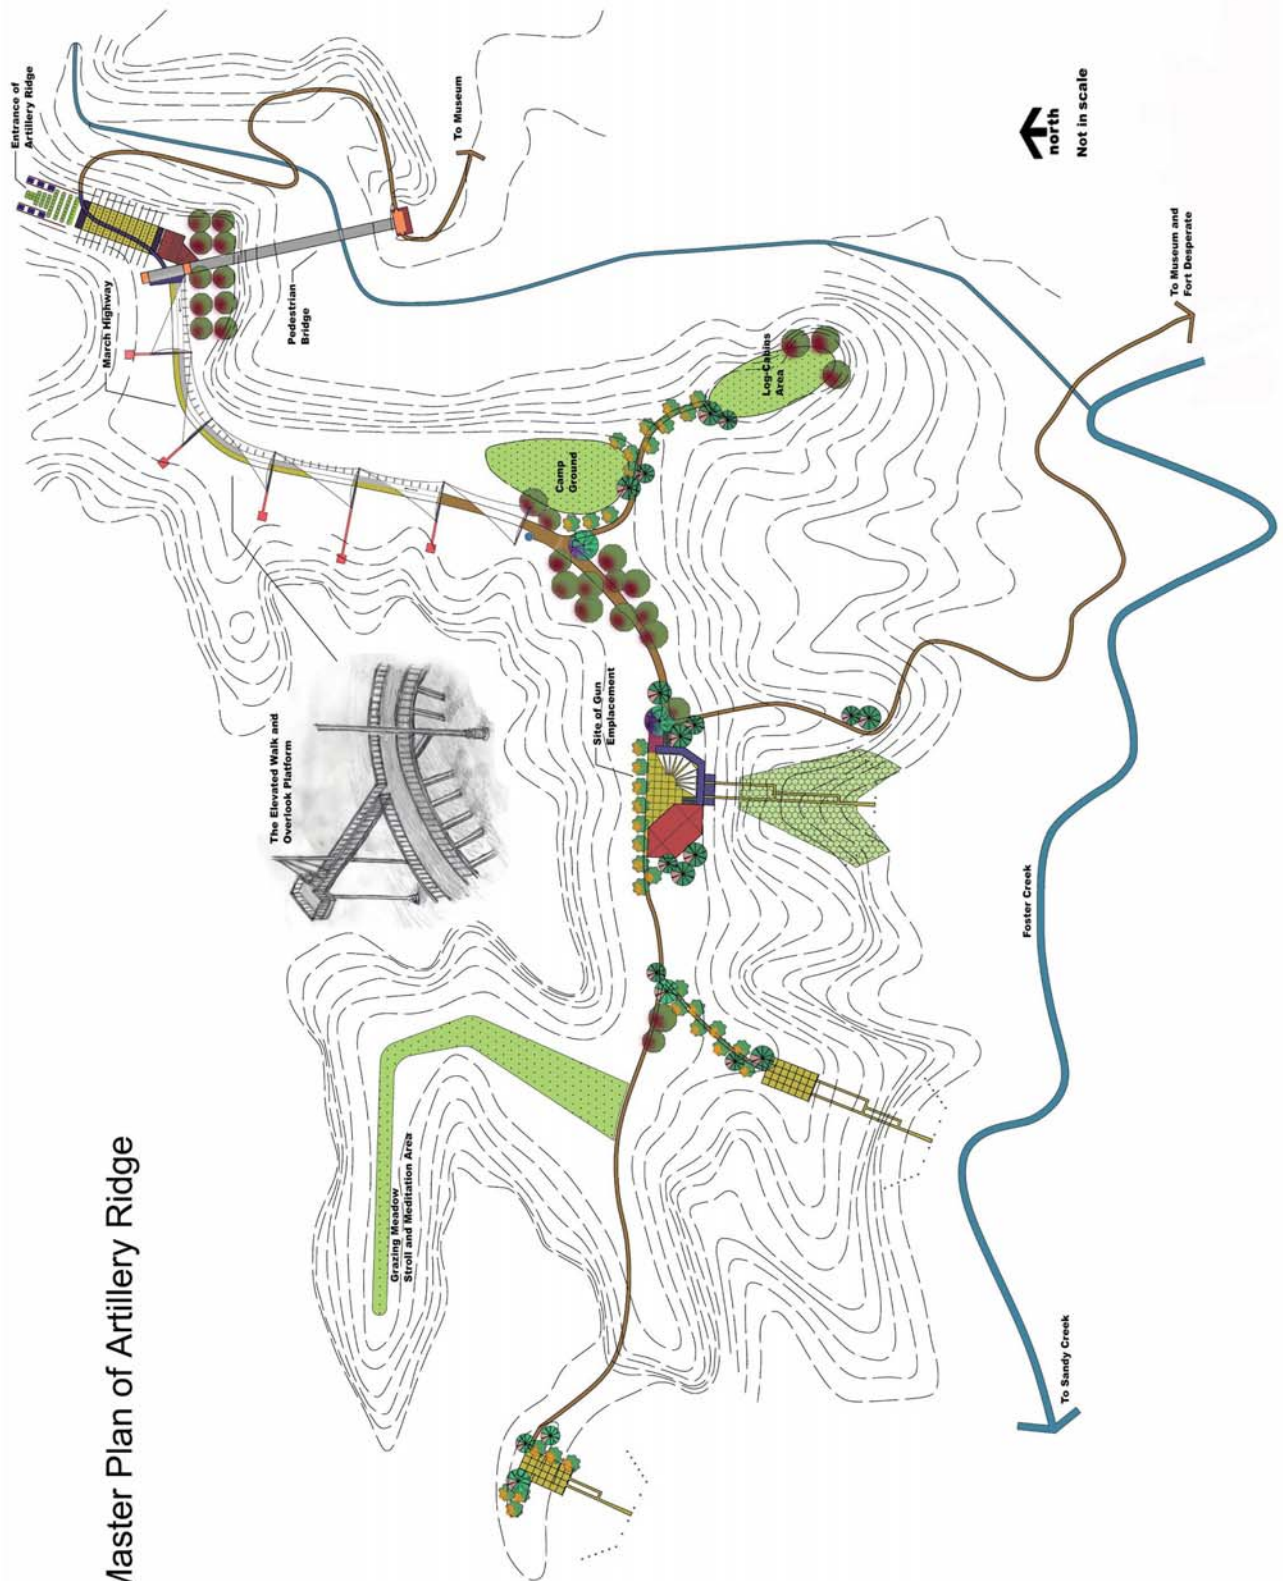 Master Plan of Artillery Ridge
Entrance of
Artillery Ridge
March Highway
The Elevated Walk and
Overlook Platform
Pedestrian
Bridge
Grazing Meadow
Stroll and Meditation Area
To Museum
Camp
Ground
Site of Gun
Emplacement
Log-Cabins
Area
north
Not in scale
Foster Creek
To Sandy Creek
To Museum and
Fort Desperate